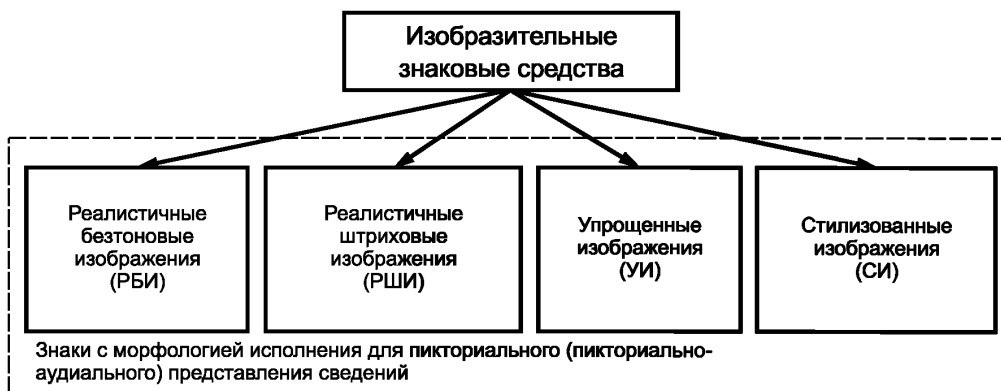 Изобразительные
знаковые средства
Реалистичные
безтоновые
изображения
(РБИ)
Реалистичные
штриховые
изображения
(РШИ)
Упрощенные
изображения
(УИ)
Стилизованные
изображения
(СИ)
Знаки с морфологией исполнения для пикториального (пикториально-
аудиального) представления сведений